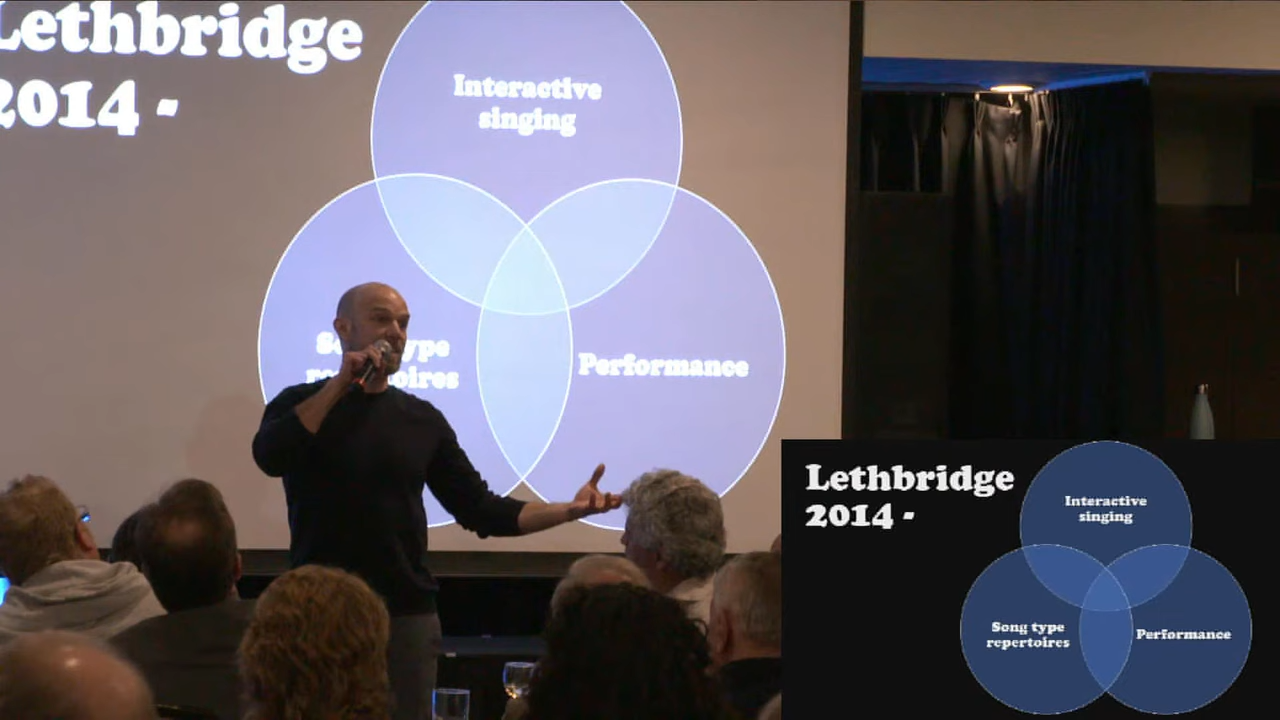 Lethbridge
2014 -
Interactive
singing
Performance
Lethbridge
2014 -
Interactive
singing
Song type
repertoires
Performance